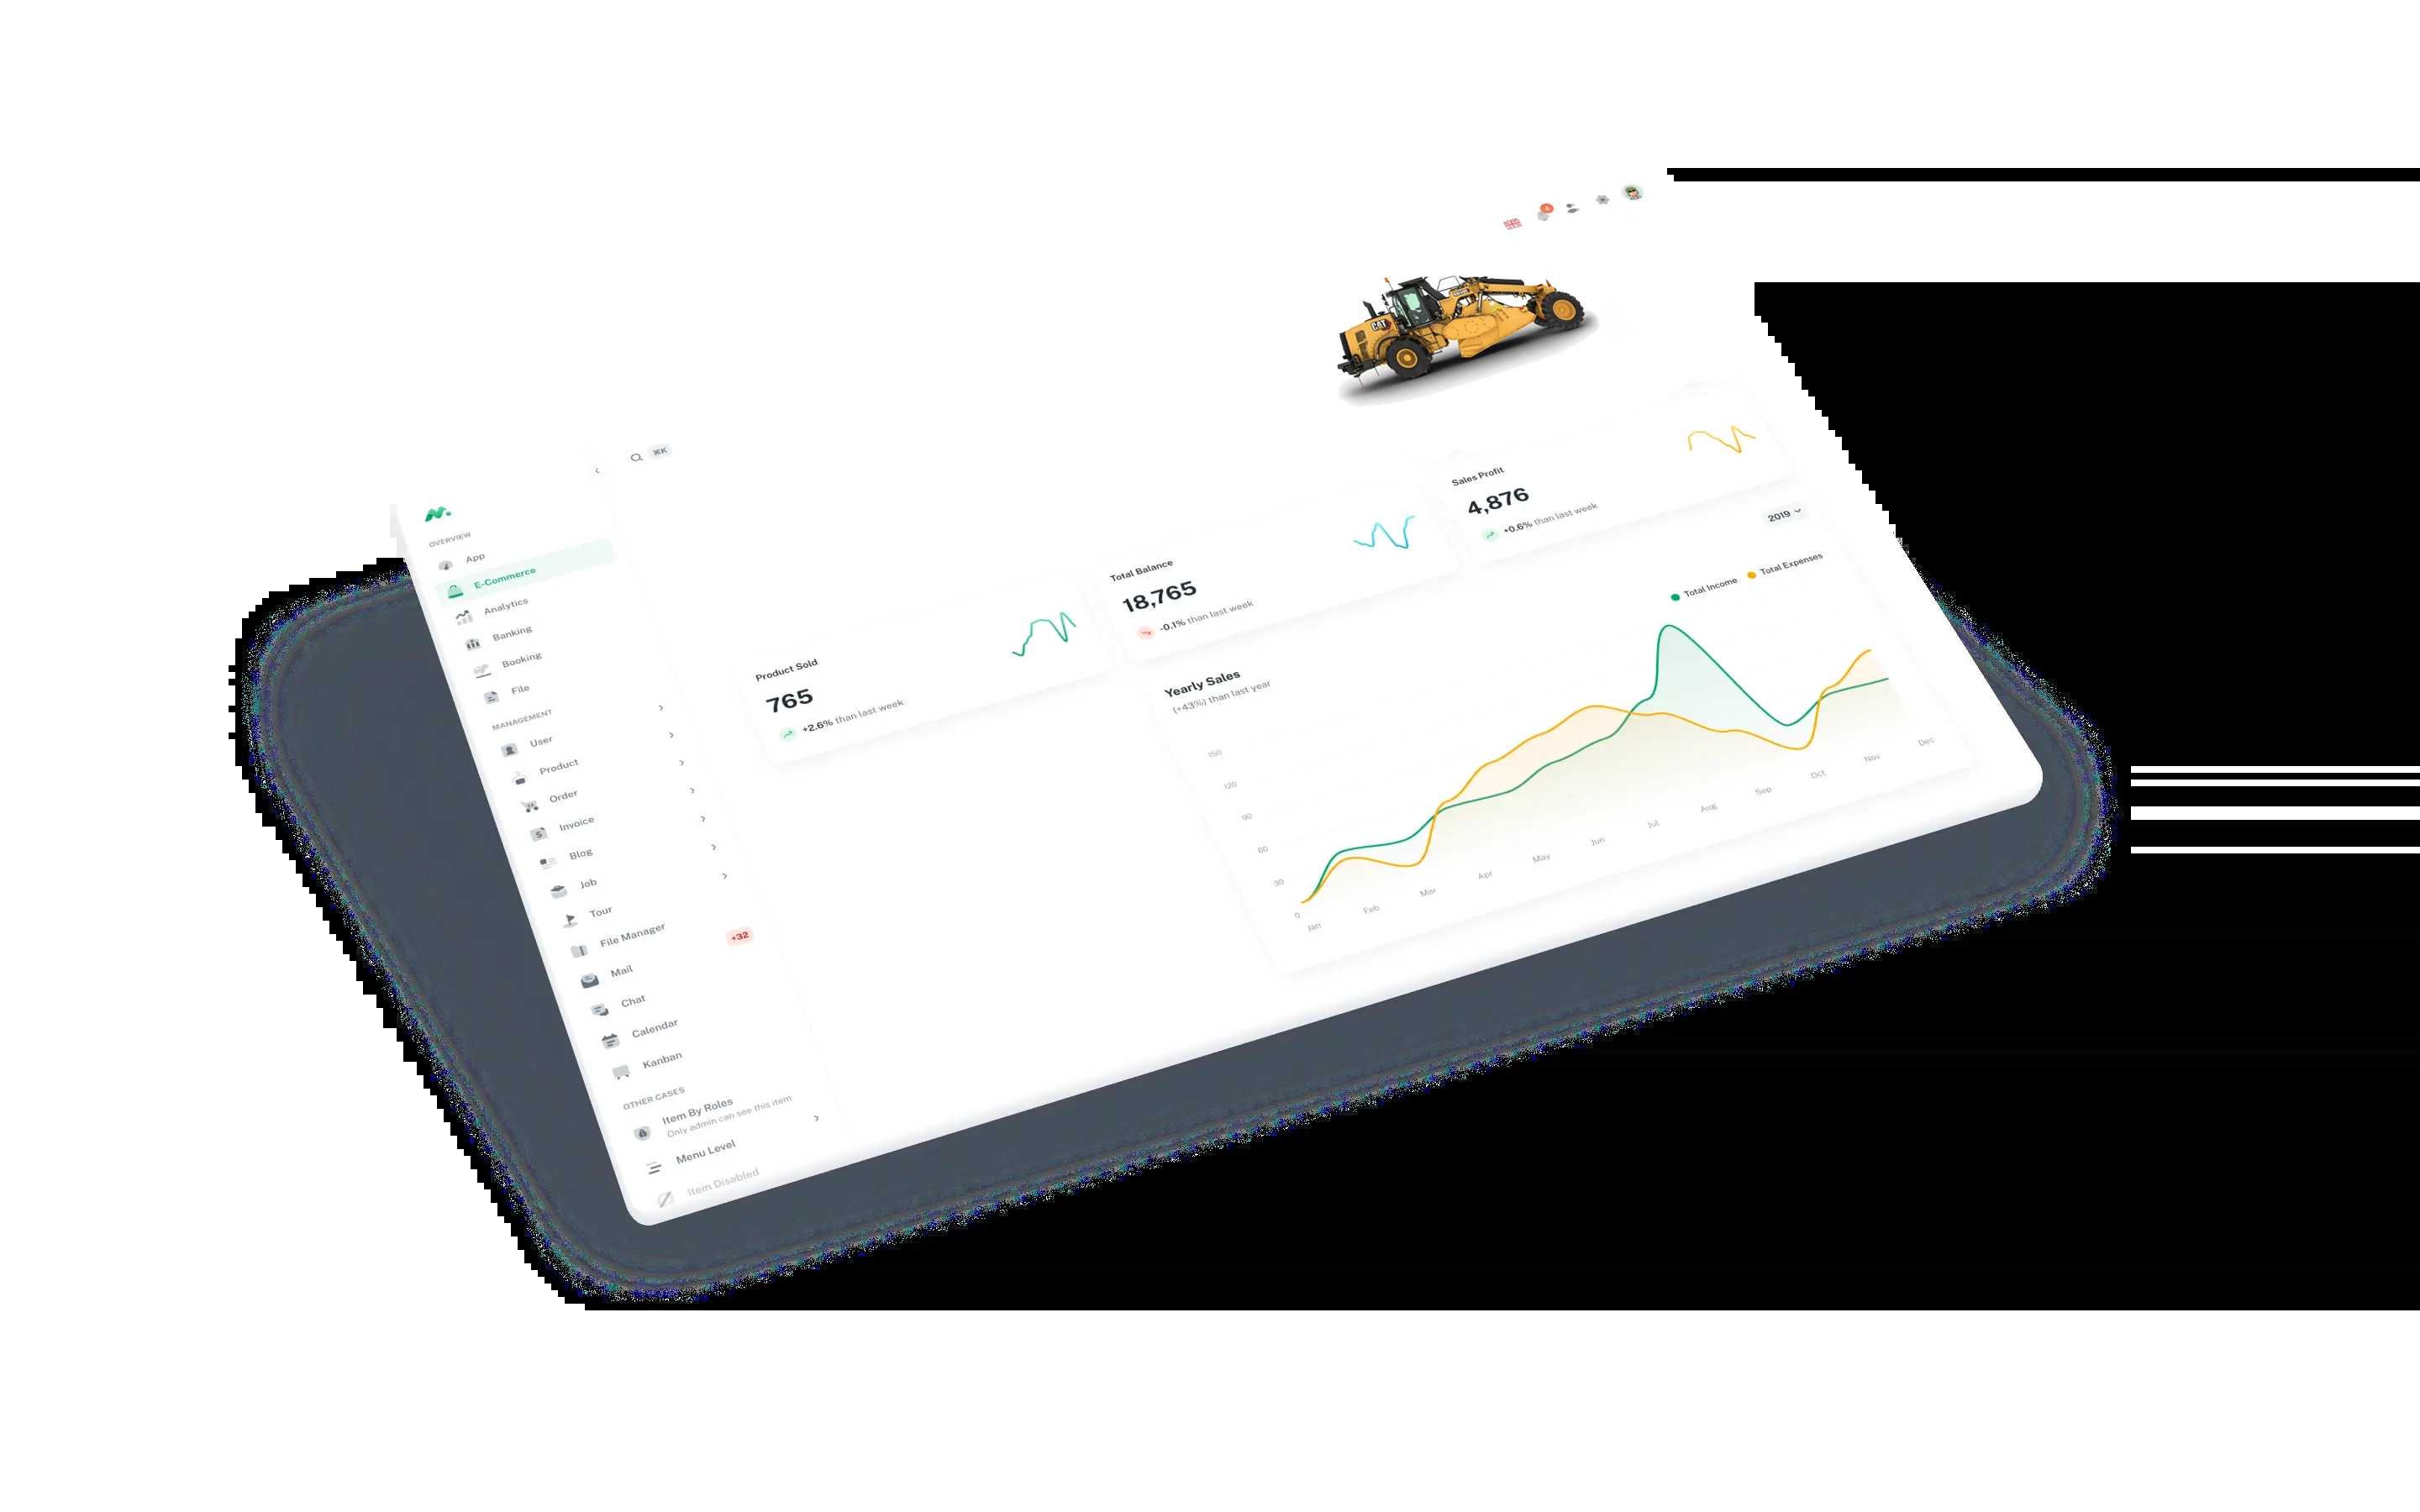 4
⌘K
OVERVIEW
App
E-Commerce
Analytics
Banking
Booking
File
MANAGEMENT
User
Product
Order
Invoice
Blog
Job
Tour
File Manager
Mail
+32
Chat
Calendar
Kanban
OTHER CASES
Item By Roles
Only admin can see this item
Menu Level
Item Disabled
CAT
Product Sold
765
+2.6% than last week
Total Balance
18,765
-0.1% than last week
Sales Profit
4,876
+0.6% than last week
Yearly Sales
(+43%) than last year
2019
Total Income
Total Expenses
150
120
90
60
30
0
Jan
Feb
Mar
Apr
May
Jun
Jul
Aug
Sep
Oct
Nov
Dec